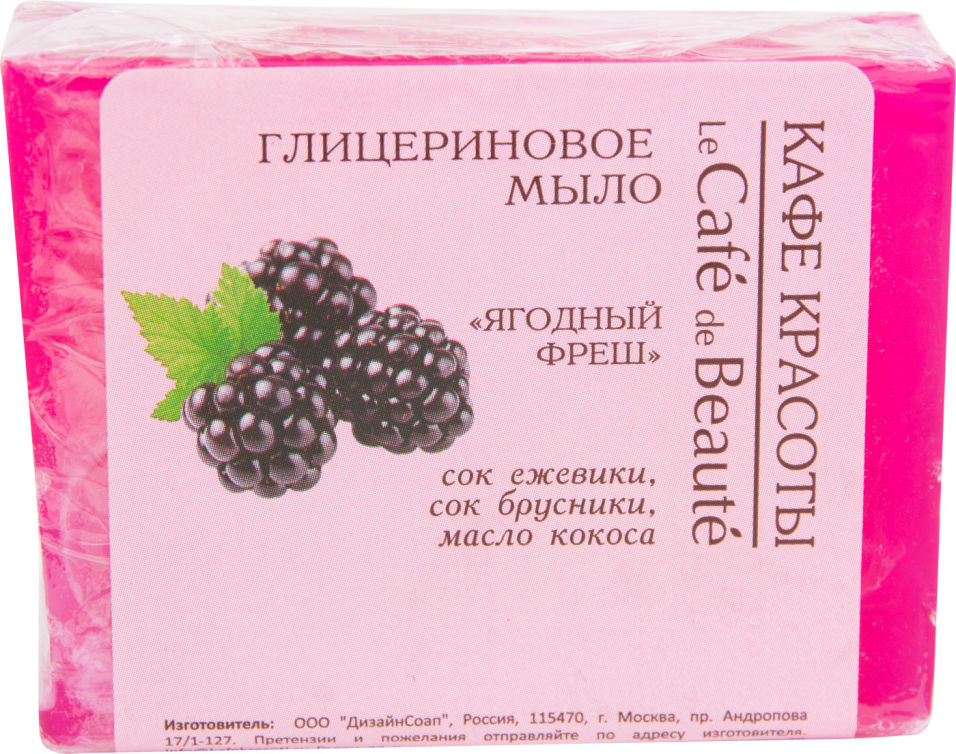 ГЛИЦЕРИНОВОЕ
МЫЛО
«ЯГОДНЫЙ
ФРЕШ»
сок ежевики,
сок брусники,
масло кокоса
КАФЕ КРАСОТЫ
Le Café de Beauté
Изготовитель: ООО "ДизайнСоап", Россия, 115470, г. Москва, пр. Андропова
17/1-127. Претензии и пожелания отправляйте по адресу изготовителя.